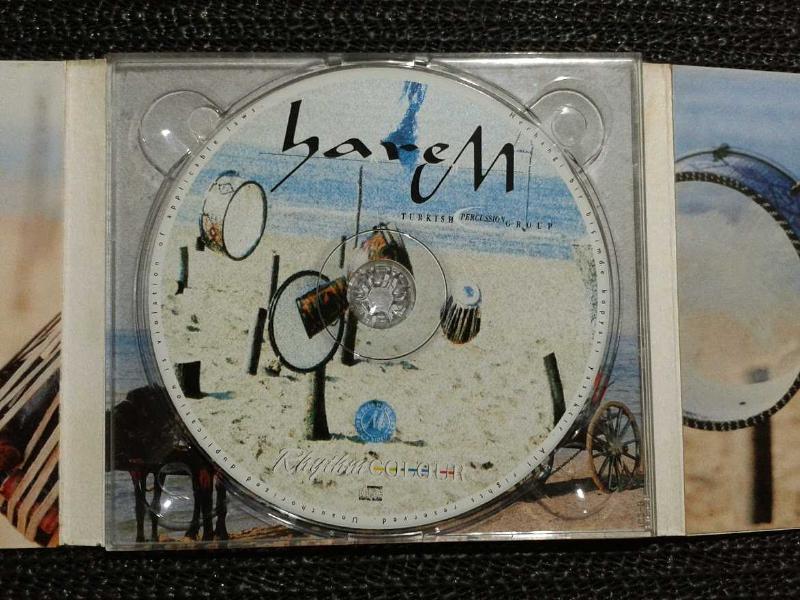 hareM
TURKISH PERCUSSION GROUP
Rhythm COLOUR
All rights reserved Unauthorized duplication is violation of applicable laws